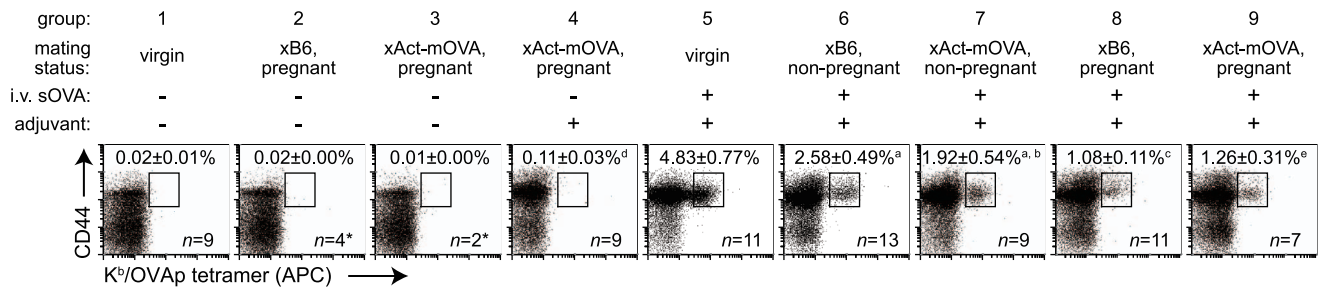 group: 1 2 3 4 5 6 7 8 9
mating status: virgin xB6, pregnant xAct-mOVA, pregnant xAct-mOVA, pregnant virgin xB6, non-pregnant xAct-mOVA, non-pregnant xB6, pregnant xAct-mOVA, pregnant
i.v. sOVA: - - - - + + + + +
adjuvant: - - - + + + + + +
0.02±0.01% 0.02±0.00% 0.01±0.00% 0.11±0.03%d 4.83±0.77% 2.58±0.49%a 1.92±0.54%a, b 1.08±0.11%c 1.26±0.31%e
CD44
n=9 n=4* n=2* n=9 n=11 n=13 n=9 n=11 n=7
Kb/OVAp tetramer (APC)